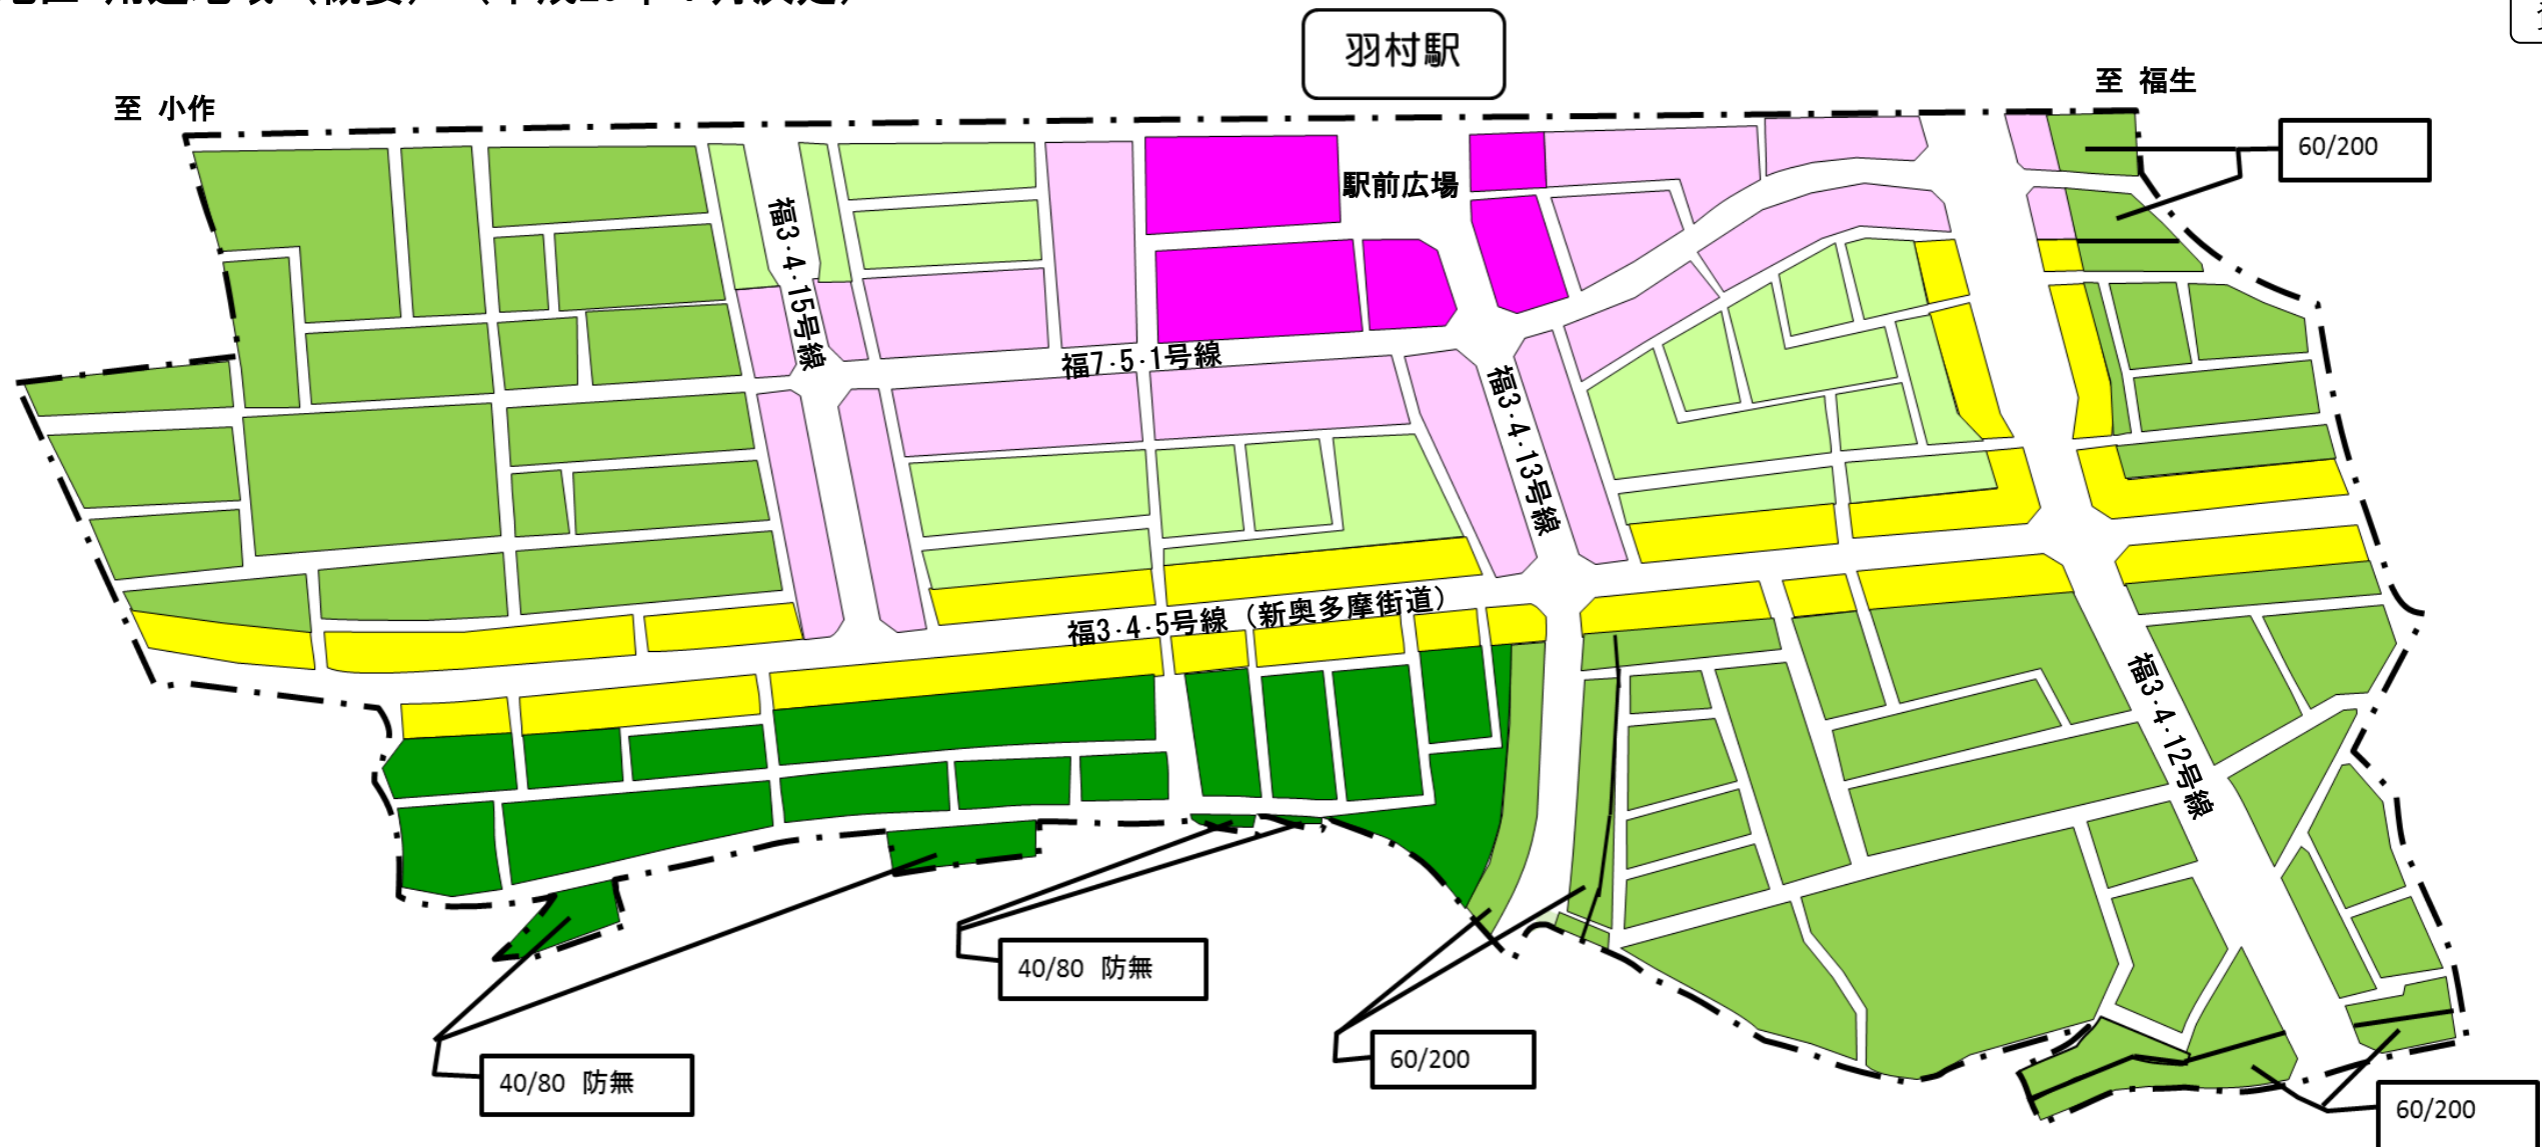 羽村駅
至 小作
至 福生
60/200
駅前広場
福3・4・15号線
福7・5・1号線
福3・4・13号線
福3・4・5号線（新奥多摩街道）
福3・4・12号線
40/80 防無
60/200
40/80 防無
60/200